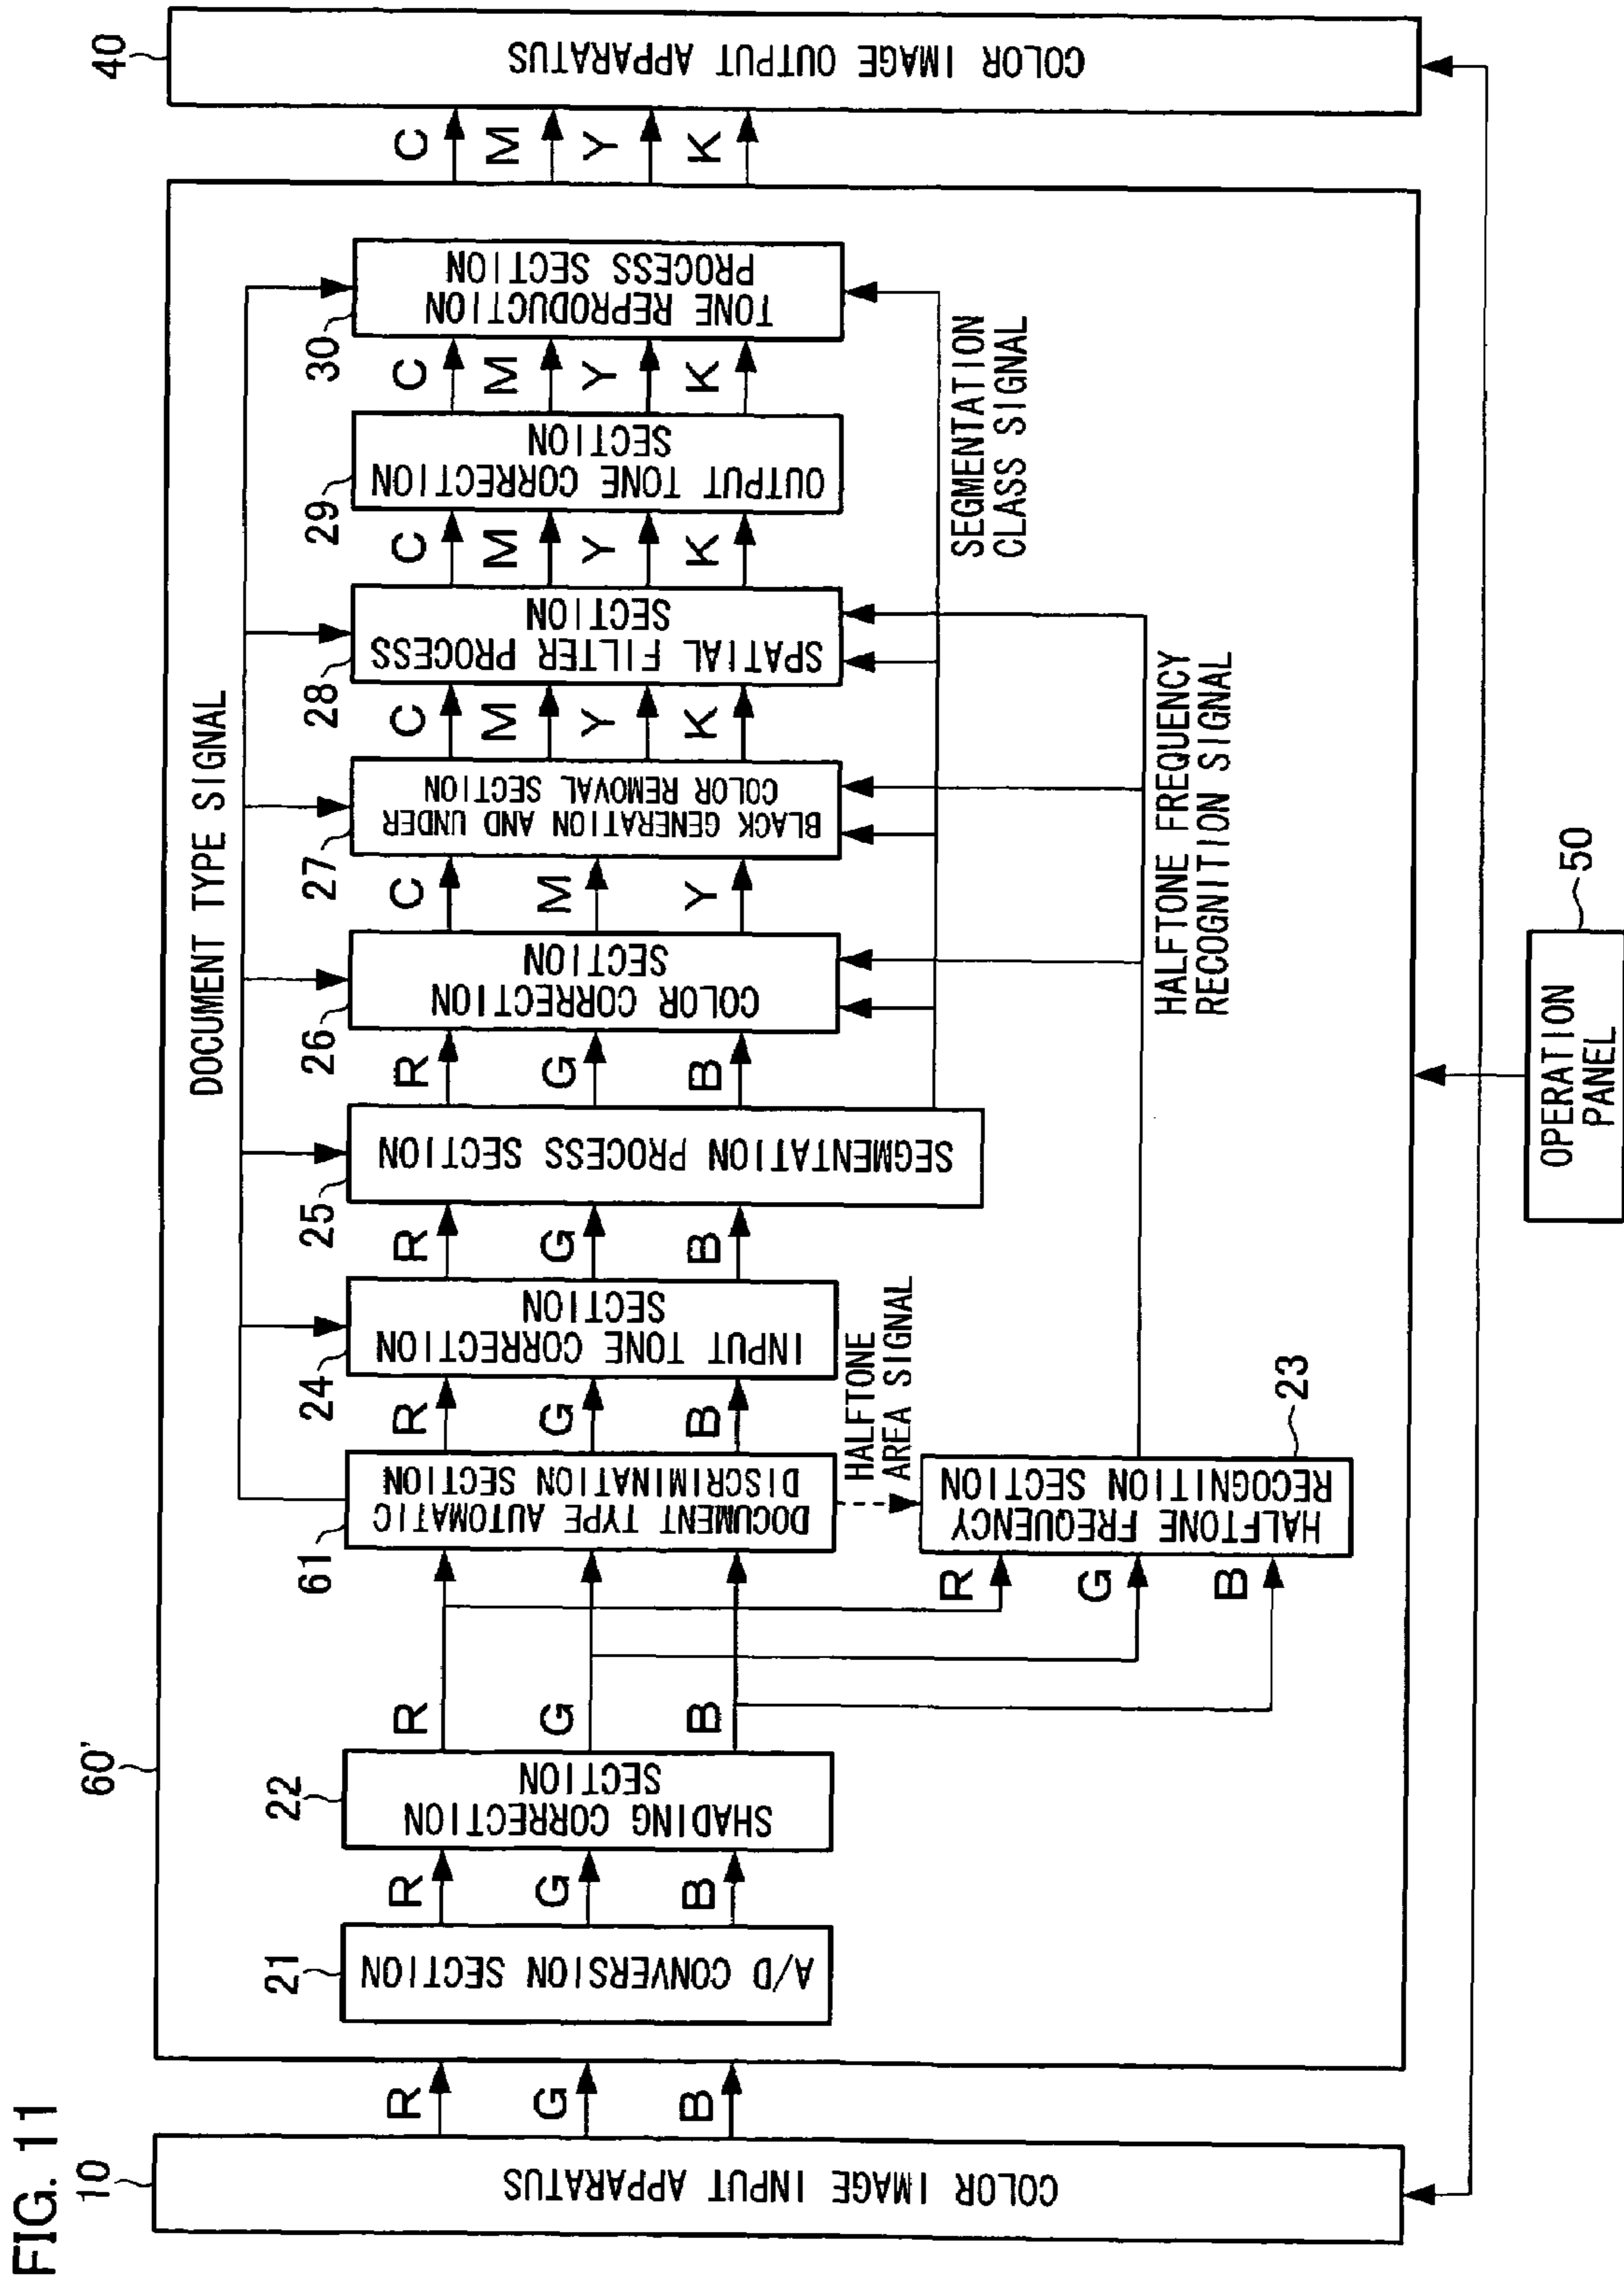 FIG. 11
10
COLOR IMAGE INPUT APPARATUS
R
G
B
60'
21
A/D CONVERSION SECTION
R
G
B
22
SHADING CORRECTION
SECTION
R
G
B
61
DOCUMENT TYPE AUTOMATIC
DISCRIMINATION SECTION
R
G
B
HALFTONE
AREA SIGNAL
R
G
B
23
HALFTONE FREQUENCY
RECOGNITION SECTION
24
INPUT TONE CORRECTION
SECTION
R
G
B
25
SEGMENTATION PROCESS SECTION
R
G
B
DOCUMENT TYPE SIGNAL
26
COLOR CORRECTION
SECTION
C
M
Y
27
BLACK GENERATION AND UNDER
COLOR REMOVAL SECTION
C
M
Y
K
HALFTONE FREQUENCY
RECOGNITION SIGNAL
28
SPATIAL FILTER PROCESS
SECTION
C
M
Y
K
29
OUTPUT TONE CORRECTION
SECTION
C
M
Y
K
SEGMENTATION
CLASS SIGNAL
30
TONE REPRODUCTION
PROCESS SECTION
C
M
Y
K
40
COLOR IMAGE OUTPUT APPARATUS
50
OPERATION
PANEL